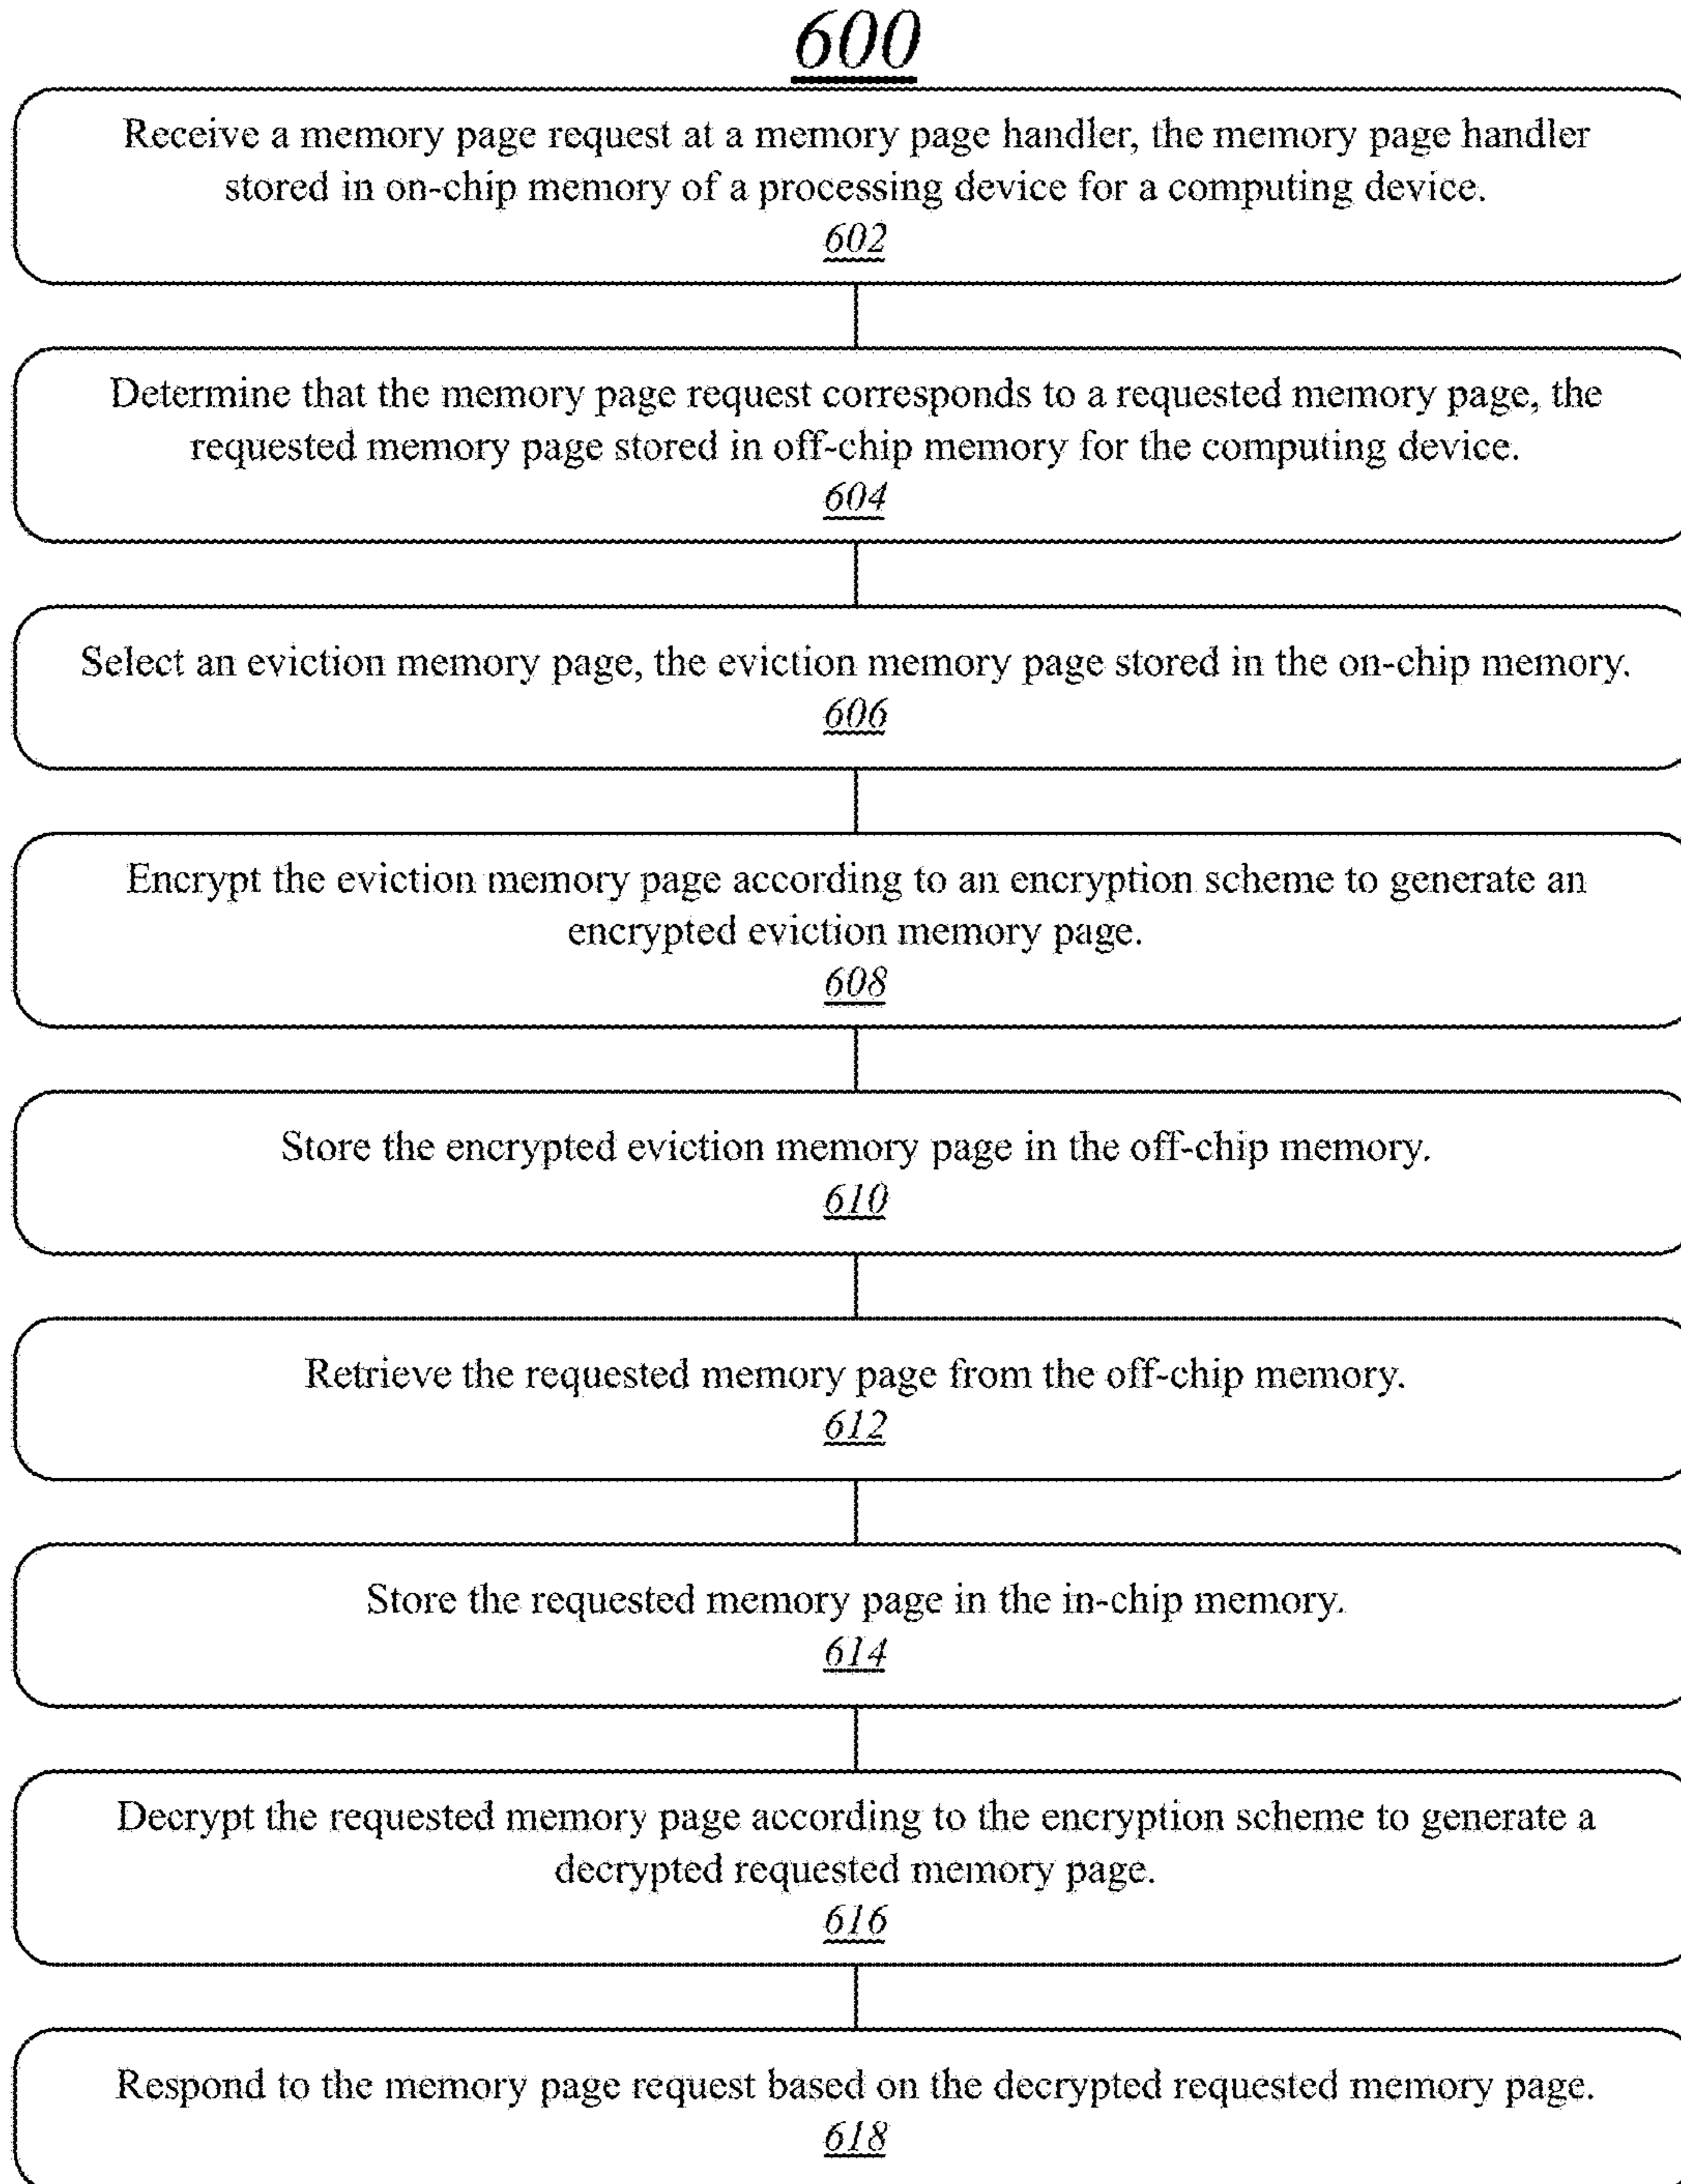 600
Receive a memory page request at a memory page handler, the memory page handler
stored in on-chip memory of a processing device for a computing device.
602
Determine that the memory page request corresponds to a requested memory page, the
requested memory page stored in off-chip memory for the computing device.
604
Select an eviction memory page, the eviction memory page stored in the on-chip memory.
606
Encrypt the eviction memory page according to an encryption scheme to generate an
encrypted eviction memory page.
608
Store the encrypted eviction memory page in the off-chip memory.
610
Retrieve the requested memory page from the off-chip memory.
612
Store the requested memory page in the in-chip memory.
614
Decrypt the requested memory page according to the encryption scheme to generate a
decrypted requested memory page.
616
Respond to the memory page request based on the decrypted requested memory page.
618